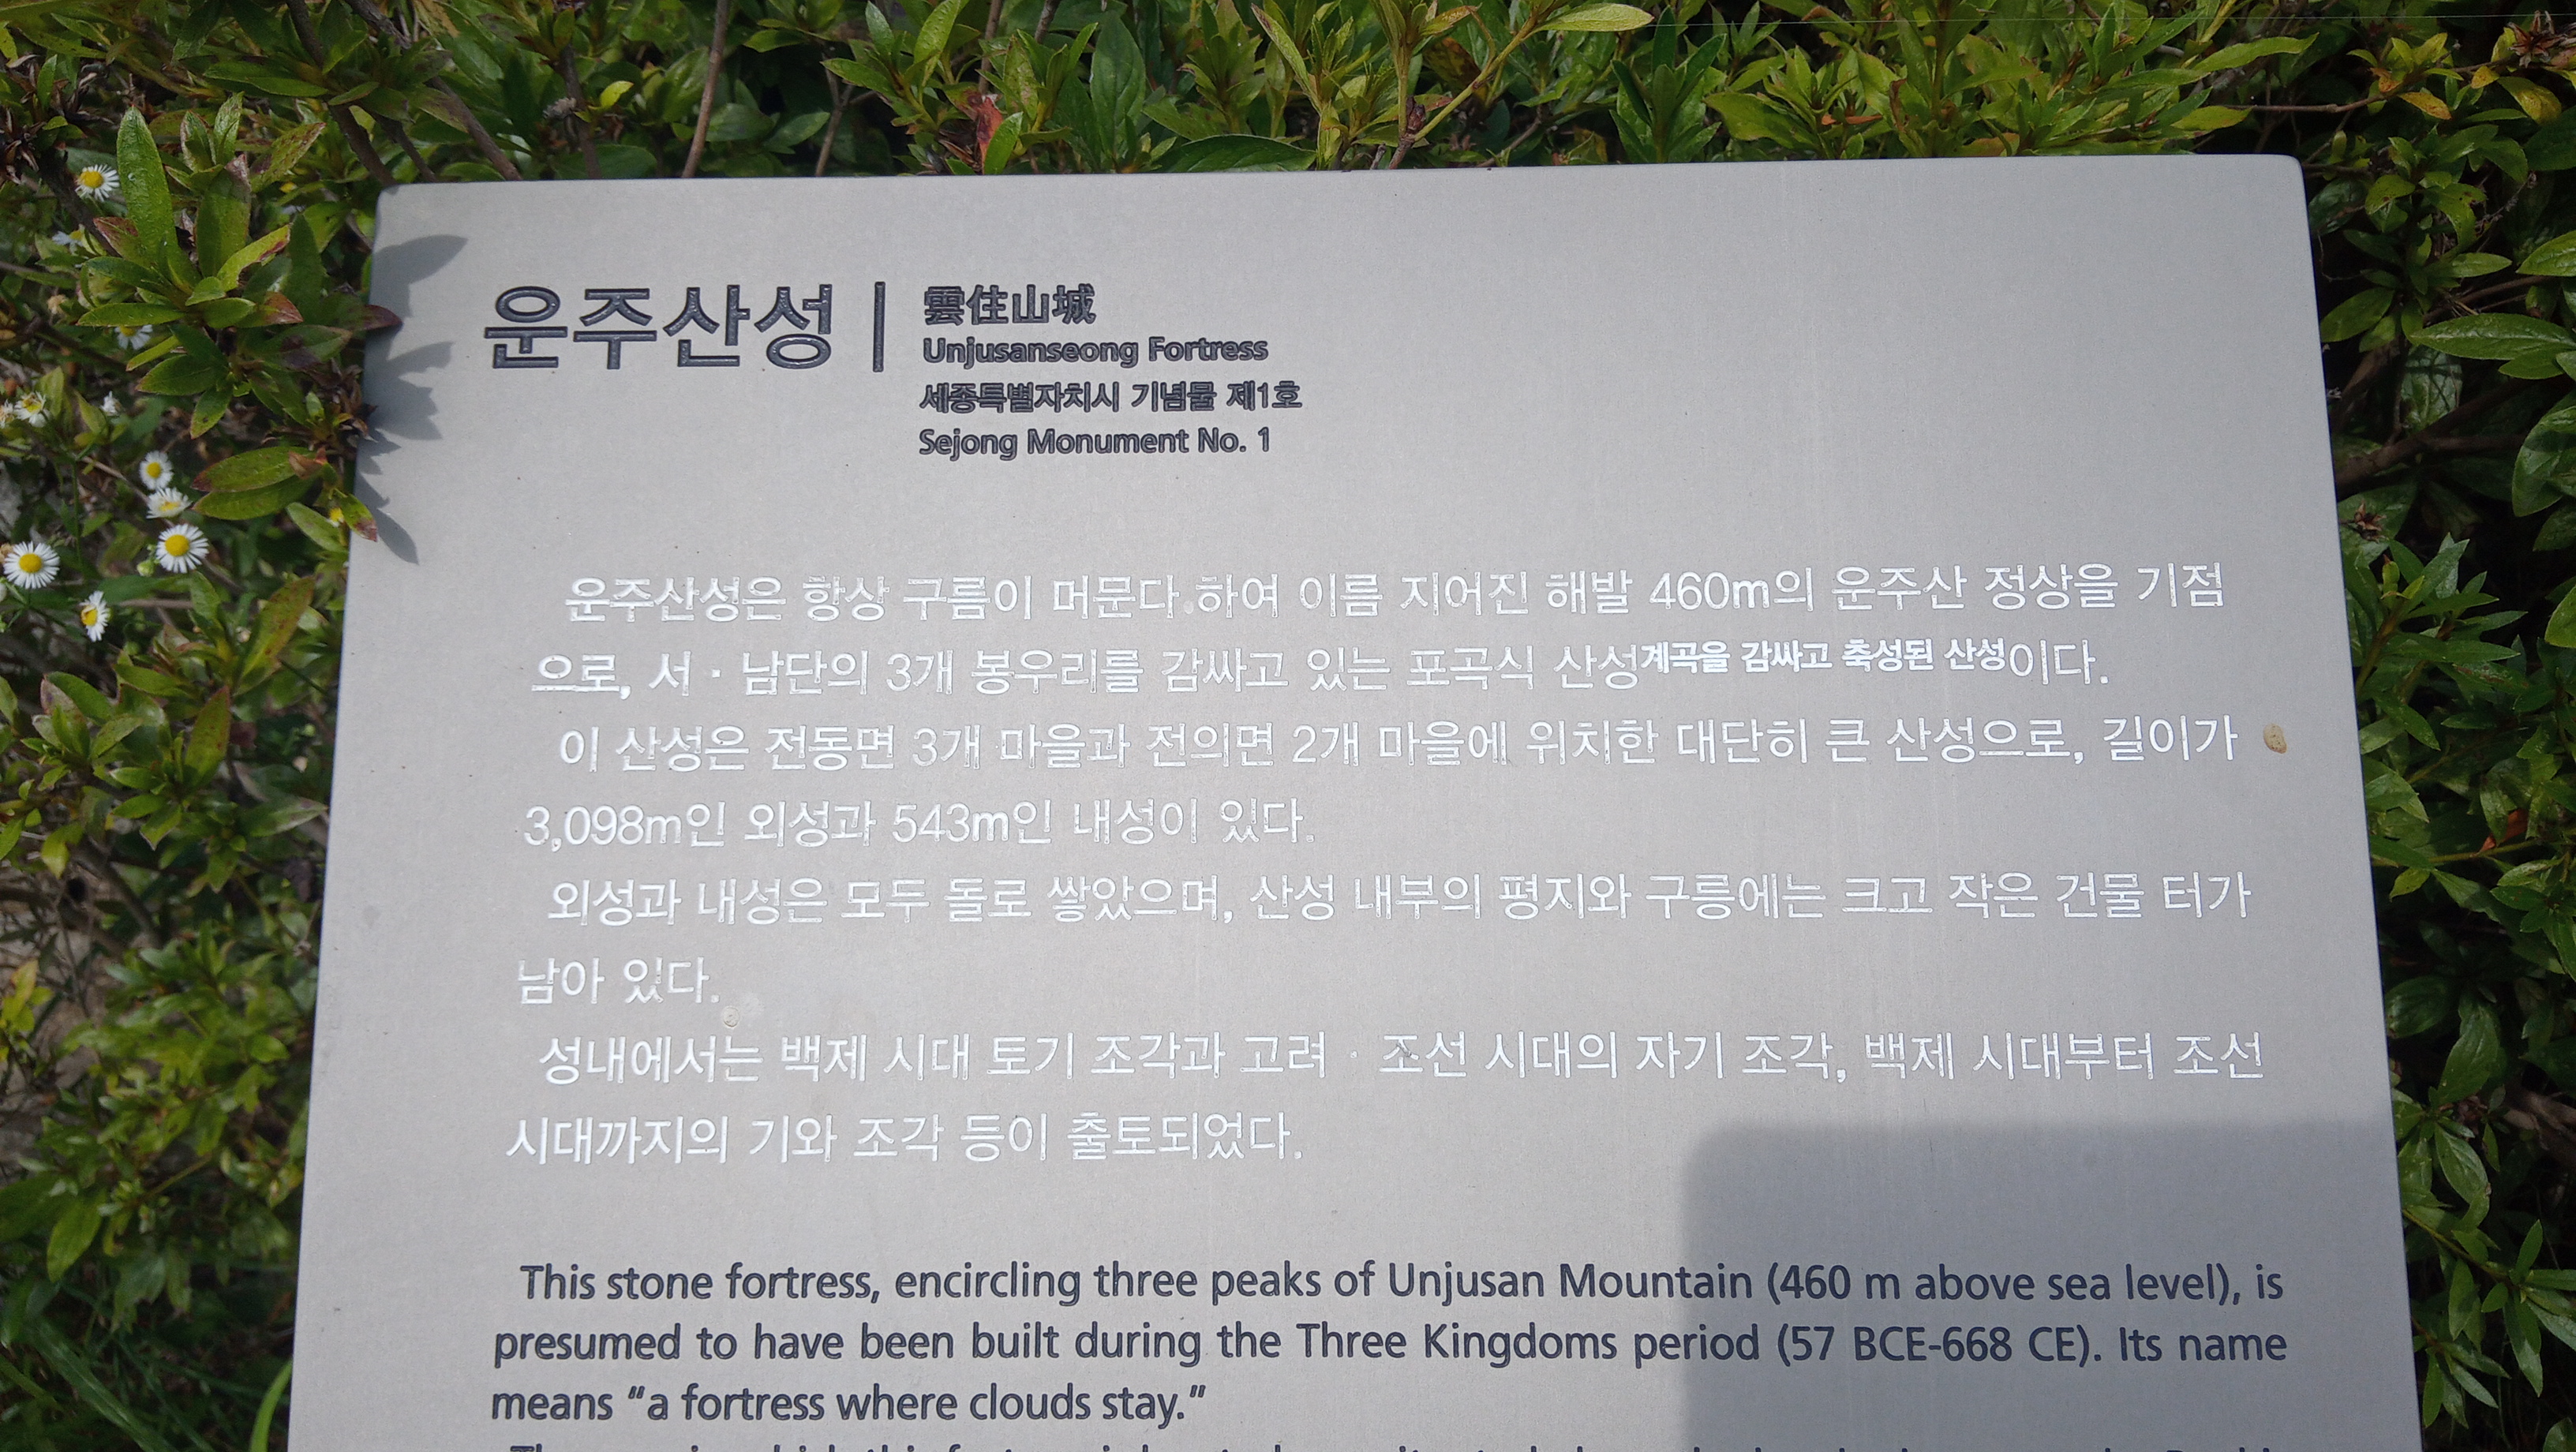 운주산성
雲住山城
Unjusanseong Fortress
세종특별자치시 기념물 제1호
Sejong Monument No. 1
운주산성은 항상 구름이 머문다 하여 이름 지어진 해발 460m의 운주산 정상을 기점
으로, 서·남단의 3개 봉우리를 감싸고 있는 포곡식 산성계곡을 감싸고 축성된 산성이다.
이 산성은 전동면 3개 마을과 전의면 2개 마을에 위치한 대단히 큰 산성으로, 길이가
3,098m인 외성과 543m인 내성이 있다.
외성과 내성은 모두 돌로 쌓았으며, 산성 내부의 평지와 구릉에는 크고 작은 건물 터가
남아 있다.
성내에서는 백제 시대 토기 조각과 고려·조선 시대의 자기 조각, 백제 시대부터 조선
시대까지의 기와 조각 등이 출토되었다.
This stone fortress, encircling three peaks of Unjusan Mountain (460 m above sea level), is
presumed to have been built during the Three Kingdoms period (57 BCE-668 CE). Its name
means “a fortress where clouds stay.”